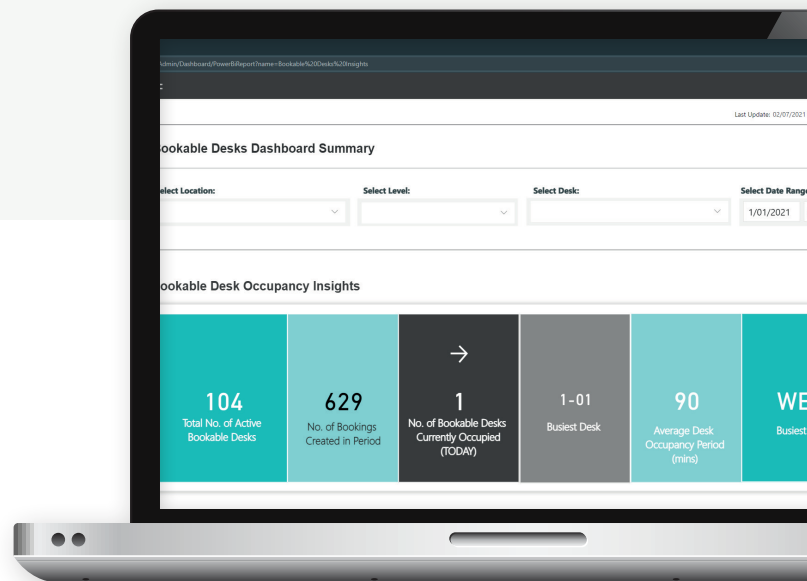 Admin/Dashboard/PowerBiReport?name=Bookable%20Desks%20Insights
Last Update: 02/07/2021
ookable Desks Dashboard Summary
elect Location:
Select Level:
Select Desk:
Select Date Range
1/01/2021
ookable Desk Occupancy Insights
104
Total No. of Active
Bookable Desks
629
No. of Bookings
Created in Period
1
No. of Bookable Desks
Currently Occupied
(TODAY)
1-01
Busiest Desk
90
Average Desk
Occupancy Period
(mins)
WE
Busiest